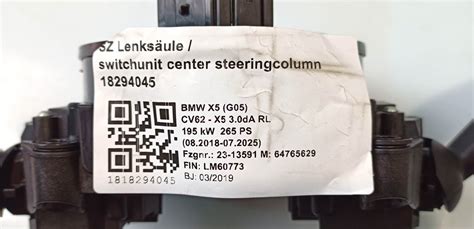 SZ Lenksäule /
switchunit center steeringcolumn
18294045
BMW X5 (G05)
CV62 - X5 3.0dA RL
195 kW 265 PS
(08.2018-07.2025)
Fzgnr.: 23-13591 M: 64765629
FIN: LM60773
BJ: 03/2019
1818294045